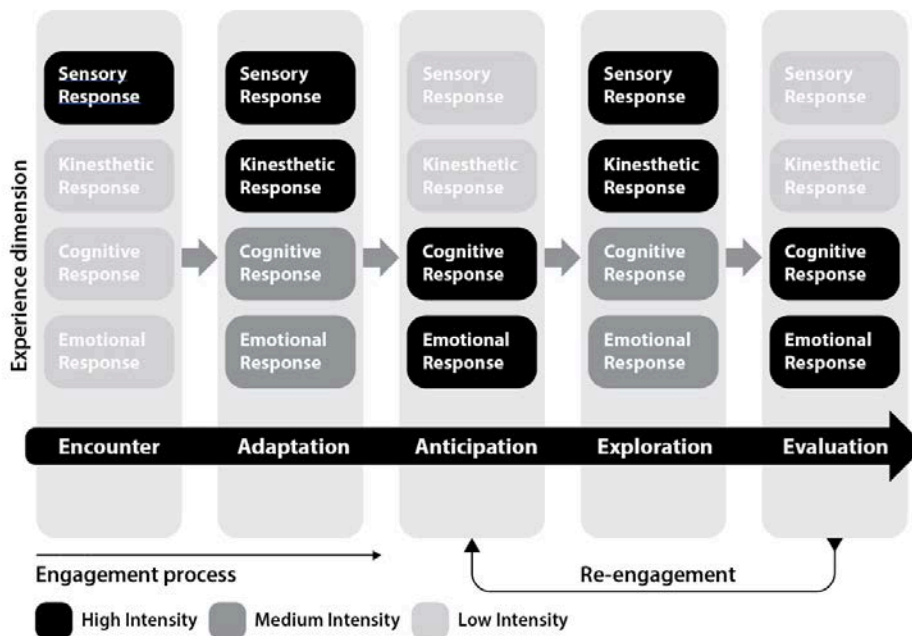 Experience dimension
Sensory
Response
Kinesthetic
Response
Cognitive
Response
Emotional
Response
Sensory
Response
Kinesthetic
Response
Cognitive
Response
Emotional
Response
Sensory
Response
Kinesthetic
Response
Cognitive
Response
Emotional
Response
Sensory
Response
Kinesthetic
Response
Cognitive
Response
Emotional
Response
Sensory
Response
Kinesthetic
Response
Cognitive
Response
Emotional
Response
Encounter
Adaptation
Anticipation
Exploration
Evaluation
Engagement process
Re-engagement
High Intensity
Medium Intensity
Low Intensity